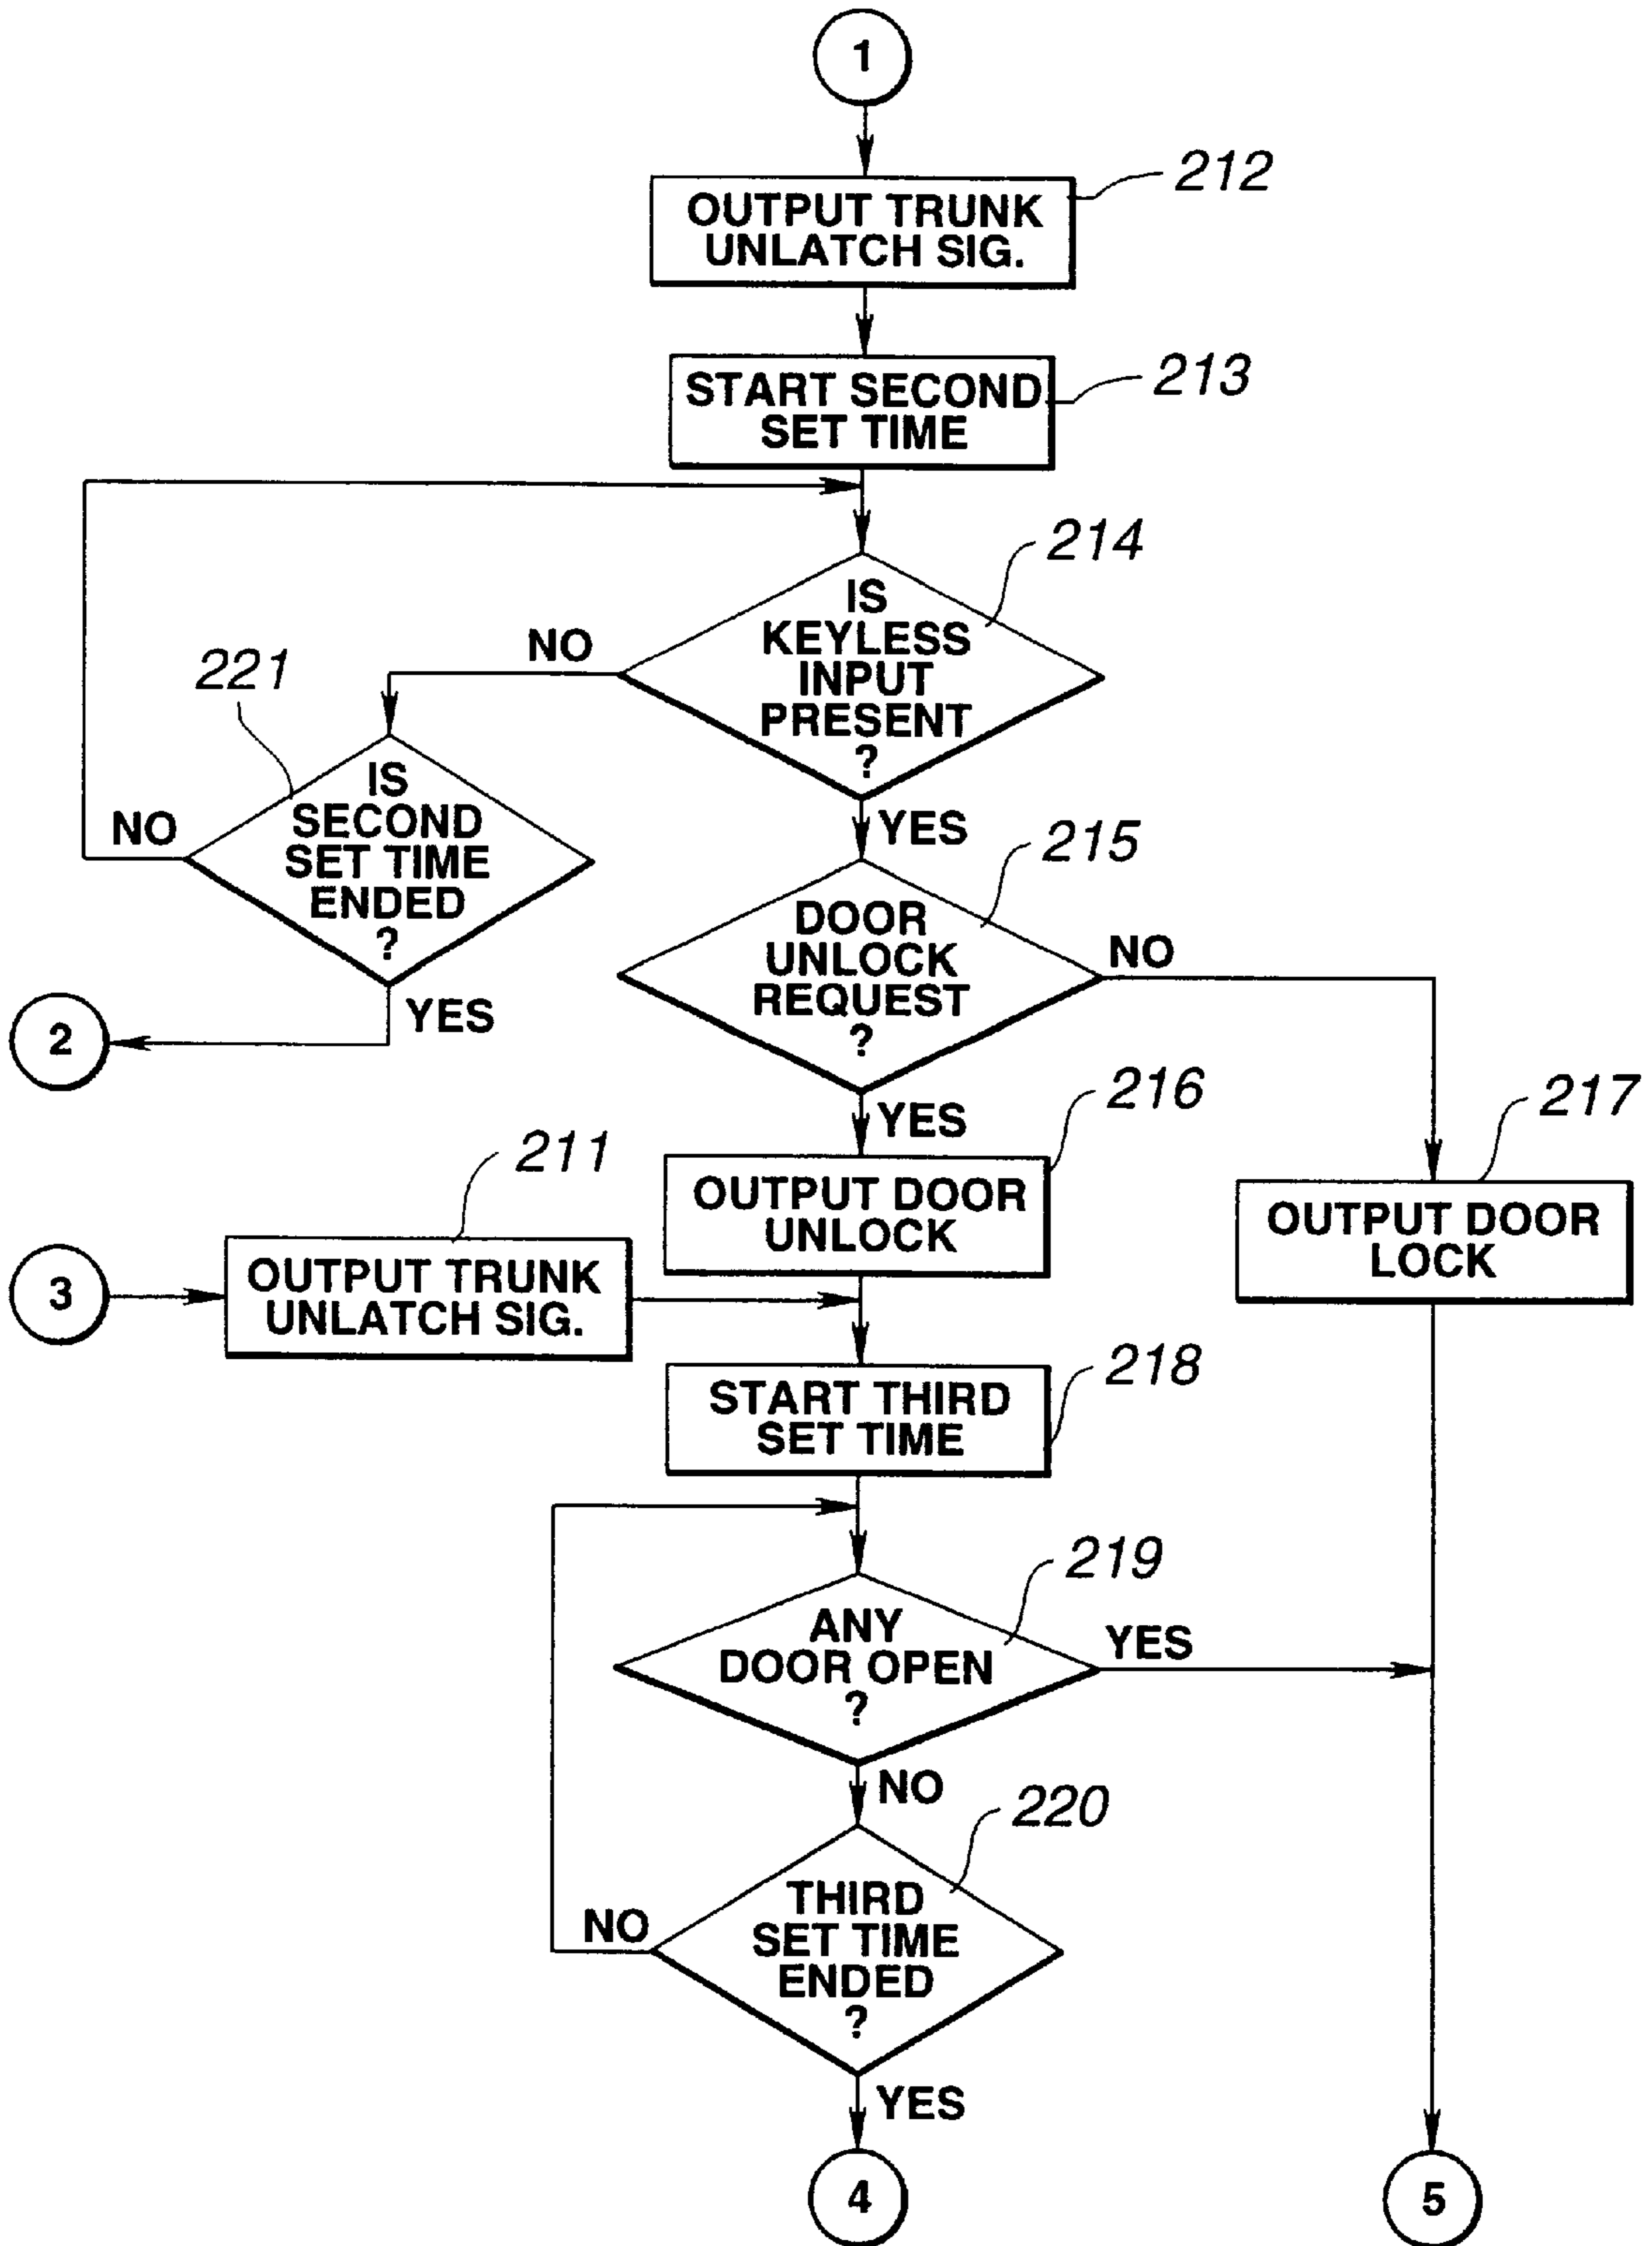 1
212
OUTPUT TRUNK
UNLATCH SIG.
213
START SECOND
SET TIME
214
IS
KEYLESS
INPUT
PRESENT
?
NO
YES
221
IS
SECOND
SET TIME
ENDED
?
NO
YES
2
215
DOOR
UNLOCK
REQUEST
?
NO
YES
216
OUTPUT DOOR
UNLOCK
217
OUTPUT DOOR
LOCK
211
3
OUTPUT TRUNK
UNLATCH SIG.
218
START THIRD
SET TIME
219
ANY
DOOR OPEN
?
YES
NO
220
THIRD
SET TIME
ENDED
?
NO
YES
4
5